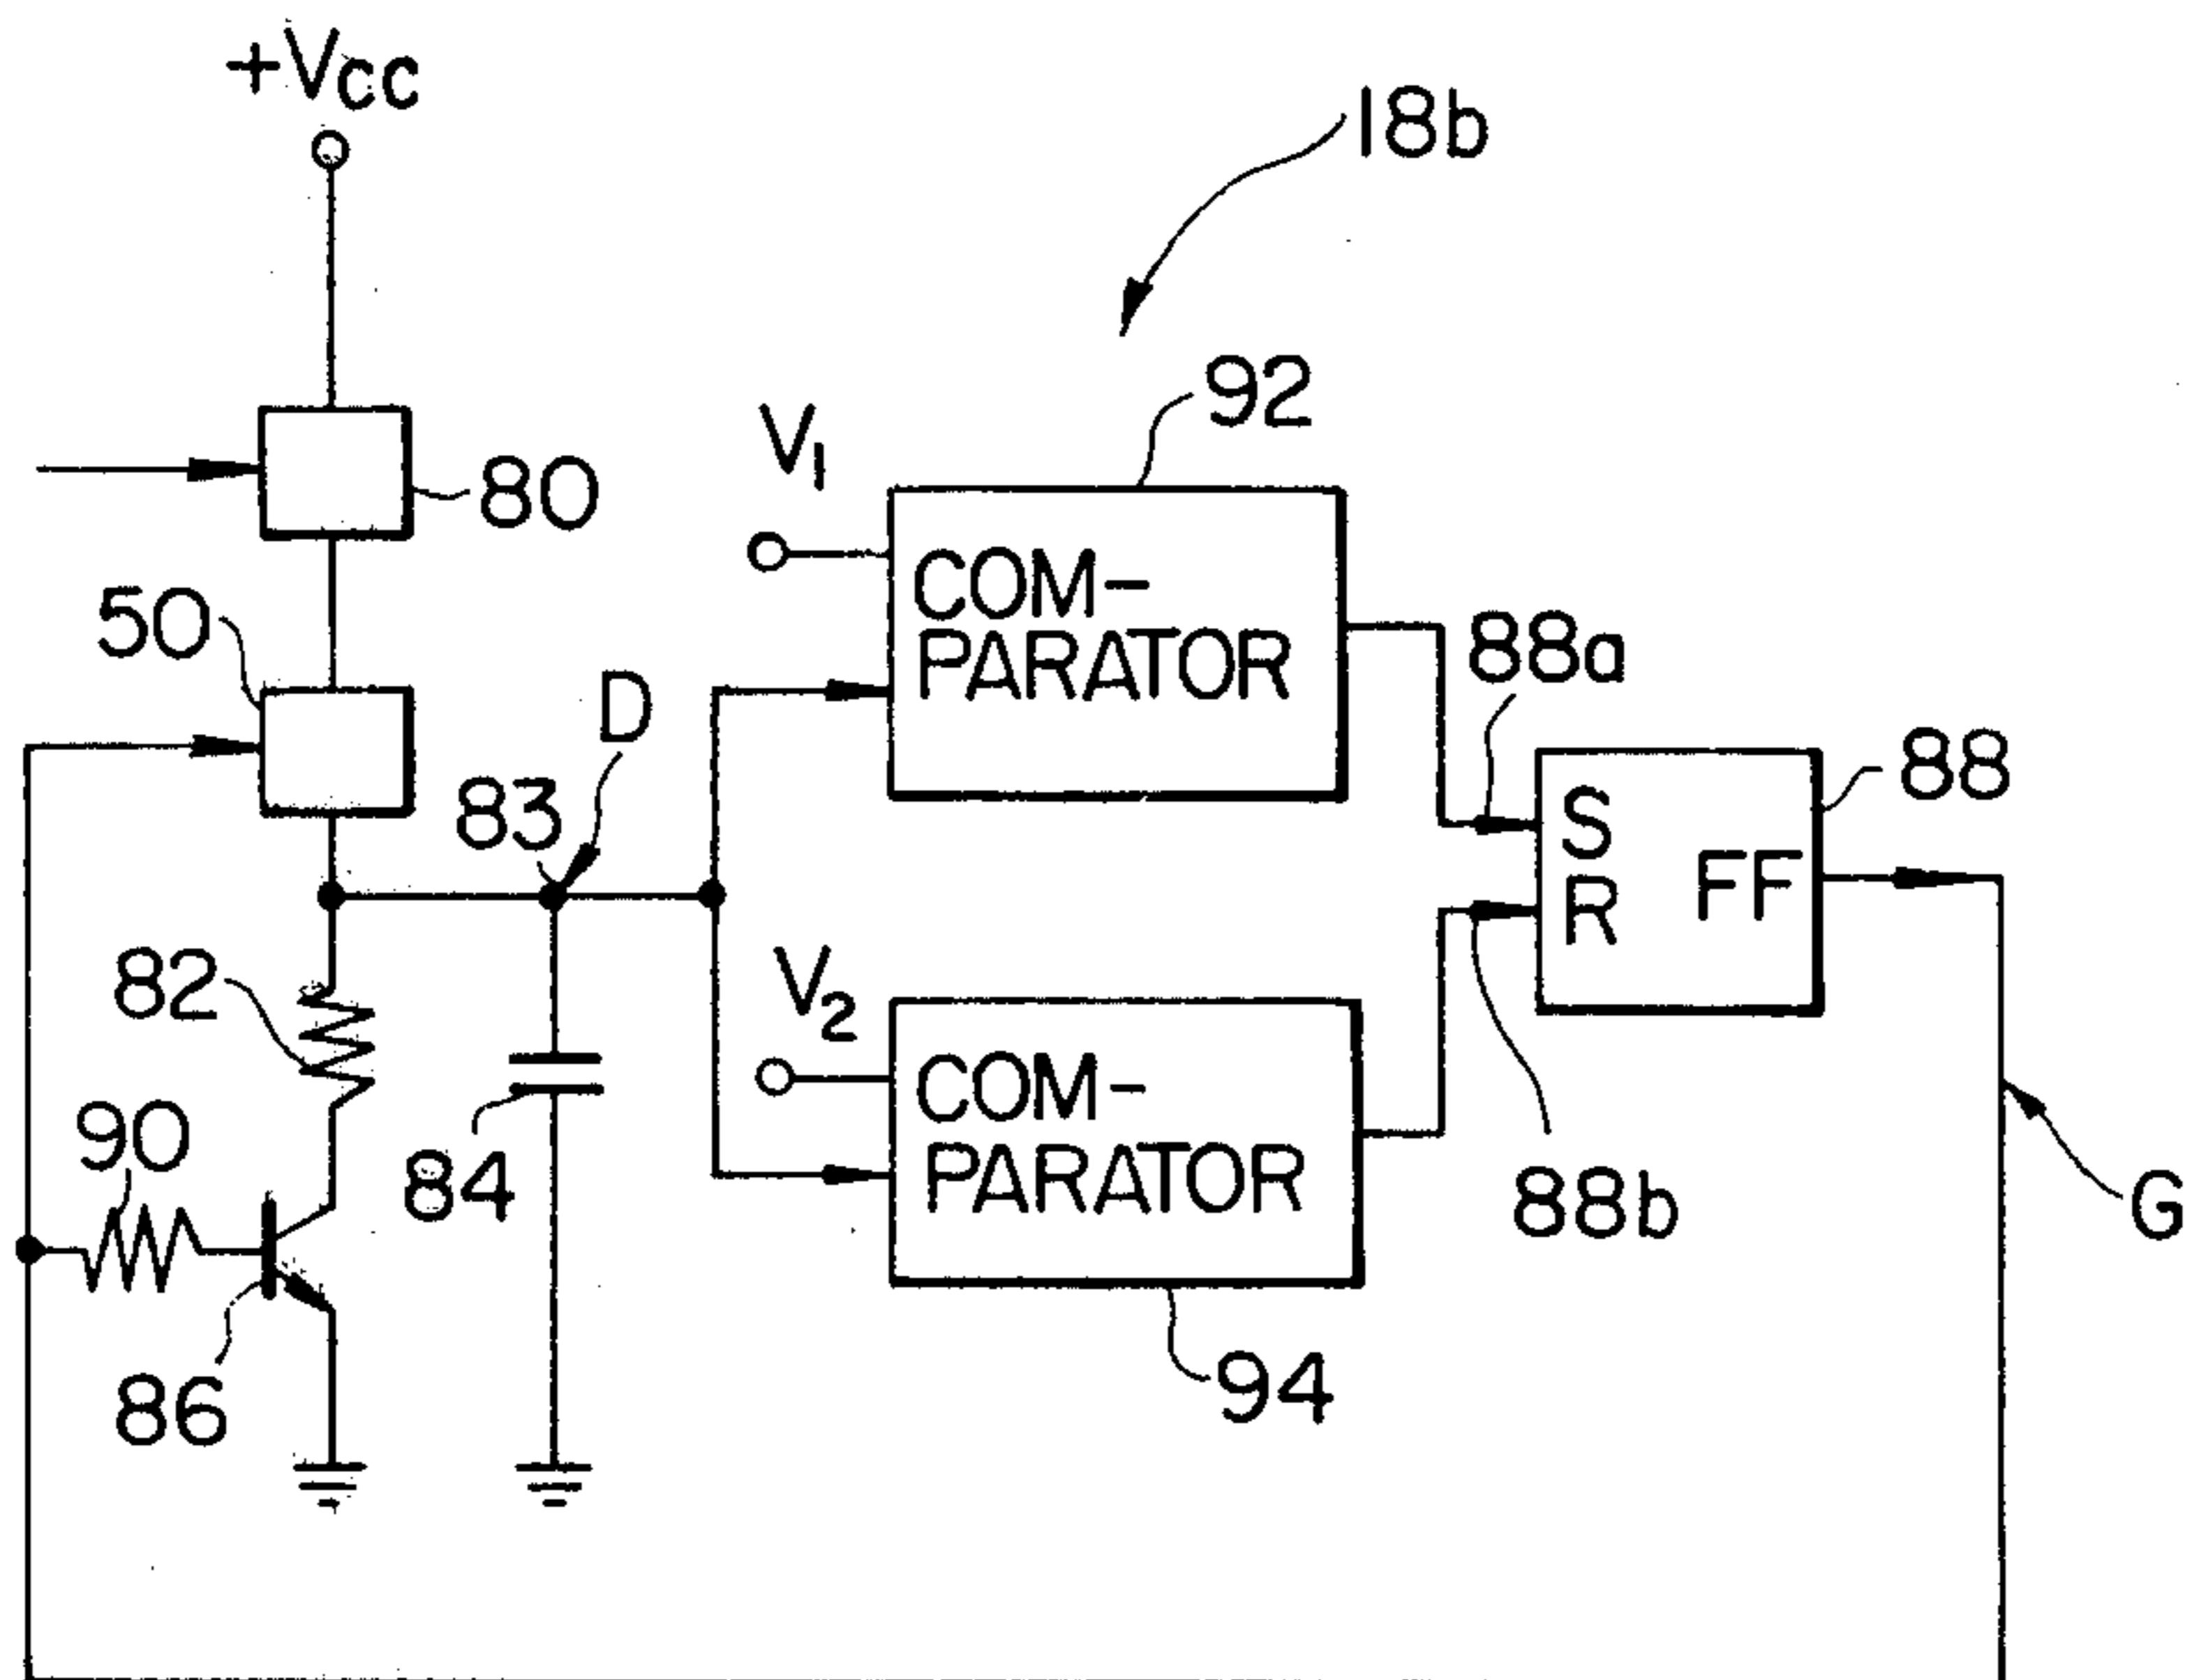 +Vcc
18b
92
V1
80
COM-
PARATOR
50
88a
D
83
88
S
R
FF
82
V2
COM-
PARATOR
90
84
88b
G
94
86